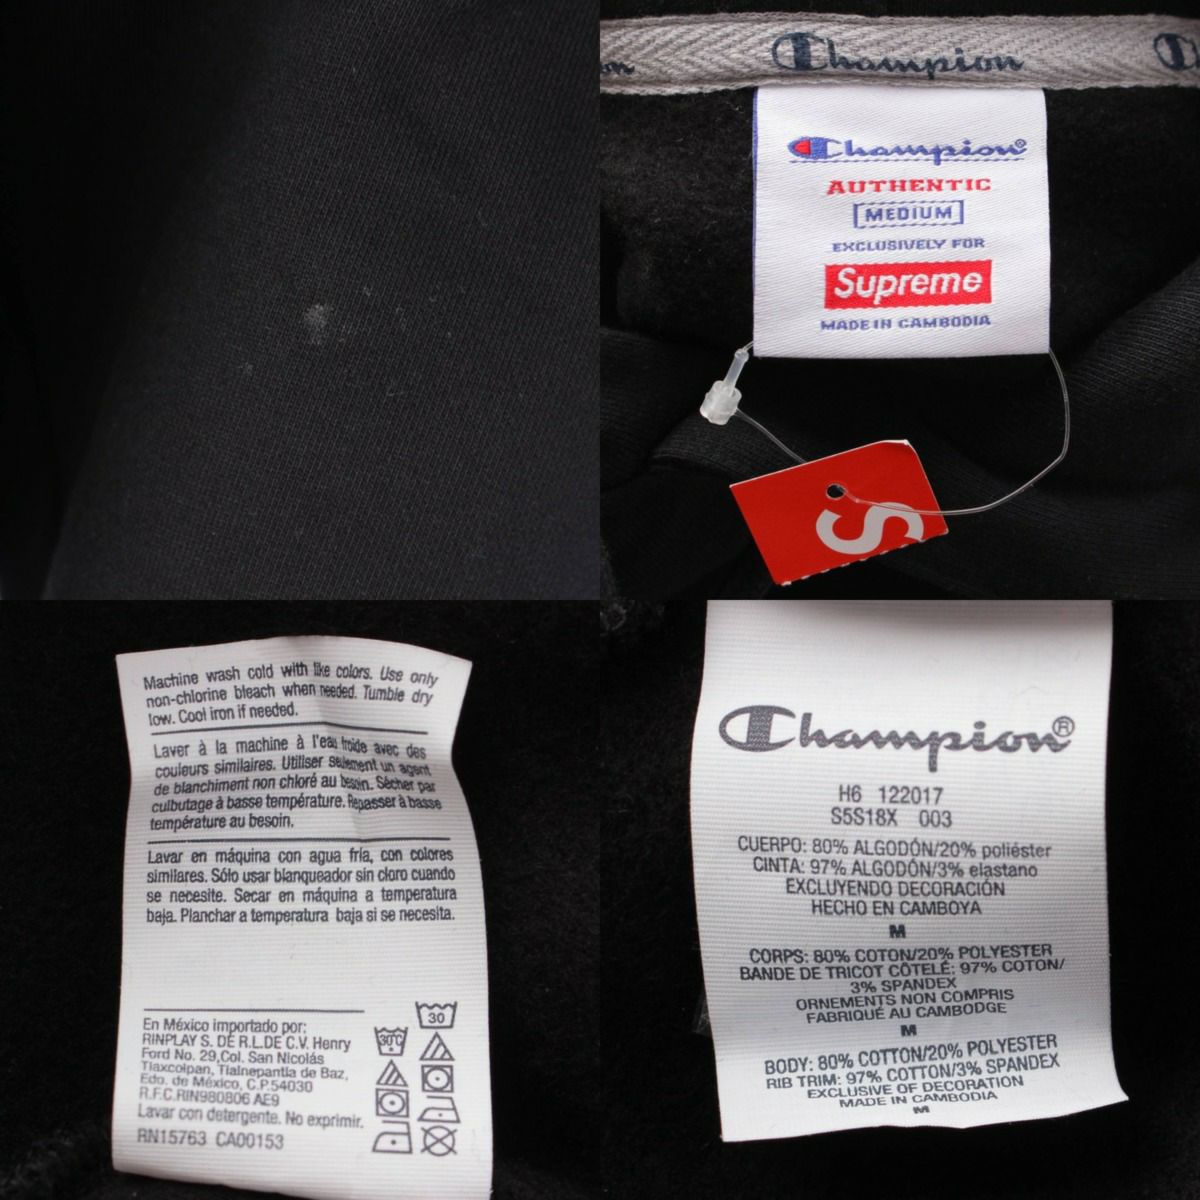 Champion
Champion®
AUTHENTIC
MEDIUM
EXCLUSIVELY FOR
Supreme
MADE IN CAMBODIA
S
Machine wash cold with like colors. Use only
non-chlorine bleach when needed. Tumble dry
low. Cool iron if needed.
Laver à la machine à l'eau froide avec des
couleurs similaires. Utiliser seulement un agent
de blanchiment non chloré au besoin. Sécher par
culbutage à basse température. Repasser à basse
température au besoin.
Lavar en máquina con agua fría, con colores
similares. Sólo usar blanqueador sin cloro cuando
se necesite. Secar en máquina a temperatura
baja. Planchar a temperatura baja si se necesita.
En México importado por:
RINPLAY S. DE R.L.DE C.V. Henry
Ford No. 29,Col. San Nicolás
Tlaxcolpan, Tlalnepantla de Baz,
Edo. de México, C.P.54030
R.F.C.RIN980806 AE9
Lavar con detergente. No exprimir.
RN15763 CA00153
30
30°C
Champion®
H6 122017
S5S18X 003
CUERPO: 80% ALGODÓN/20% poliéster
CINTA: 97% ALGODÓN/3% elastano
EXCLUYENDO DECORACIÓN
HECHO EN CAMBOYA
M
CORPS: 80% COTON/20% POLYESTER
BANDE DE TRICOT CÔTELÉ: 97% COTON/
3% SPANDEX
ORNEMENTS NON COMPRIS
FABRIQUÉ AU CAMBODGE
M
BODY: 80% COTTON/20% POLYESTER
RIB TRIM: 97% COTTON/3% SPANDEX
EXCLUSIVE OF DECORATION
MADE IN CAMBODIA
M